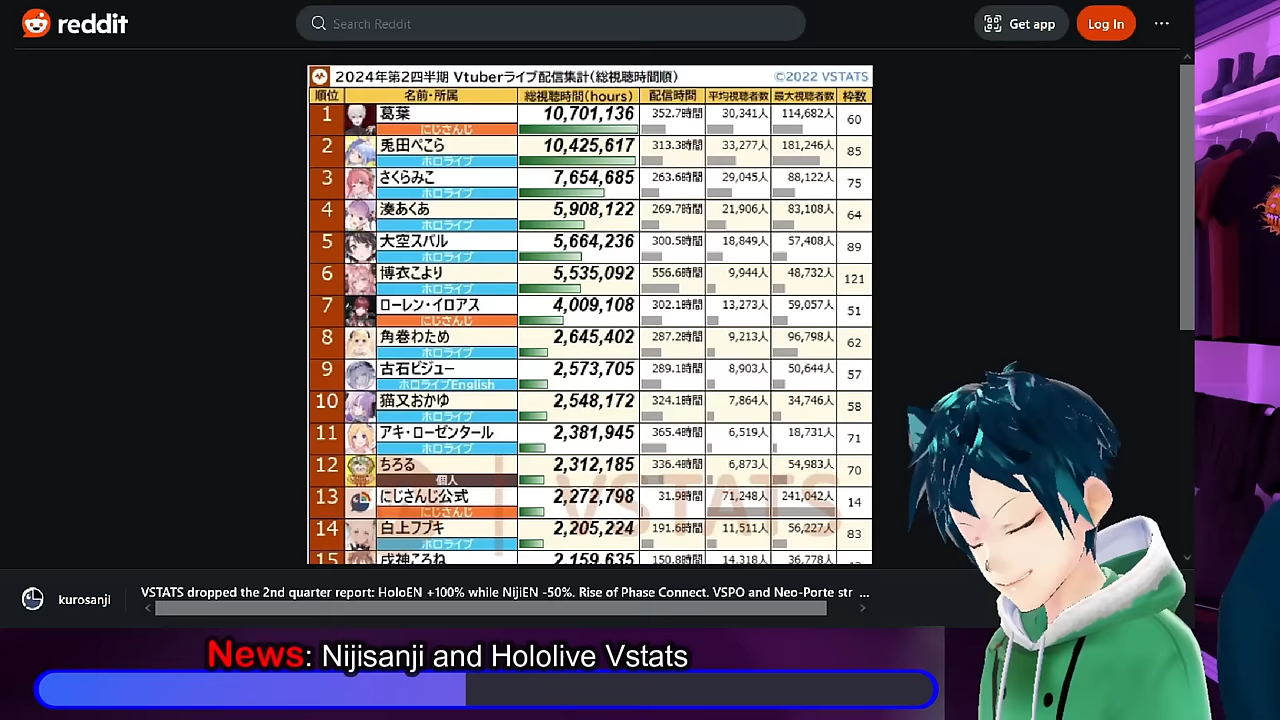 reddit
Search Reddit
Get app
Log In
2024年第2四半期 Vtuberライブ配信集計(総視聴時間順) ©2022 VSTATS
順位 名前・所属 総視聴時間(hours) 配信時間 平均視聴者数 最大視聴者数 枠数
1 葛葉 10,701,136 352.7時間 30,341人 114,682人 60
にじさんじ
2 兎田ぺこら 10,425,617 313.3時間 33,277人 181,246人 85
ホロライブ
3 さくらみこ 7,654,685 263.6時間 29,045人 88,122人 75
ホロライブ
4 湊あくあ 5,908,122 269.7時間 21,906人 83,108人 64
ホロライブ
5 大空スバル 5,664,236 300.5時間 18,849人 57,408人 89
ホロライブ
6 博衣こより 5,535,092 556.6時間 9,944人 48,732人 121
ホロライブ
7 ローレン・イロアス 4,009,108 302.1時間 13,273人 59,057人 51
にじさんじ
8 角巻わため 2,645,402 287.2時間 9,213人 96,798人 62
ホロライブ
9 古石ビジュー 2,573,705 289.1時間 8,903人 50,644人 57
ホロライブEnglish
10 猫又おかゆ 2,548,172 324.1時間 7,864人 34,746人 58
ホロライブ
11 アキ・ローゼンタール 2,381,945 365.4時間 6,519人 18,731人 71
ホロライブ
12 ちろる 2,312,185 336.4時間 6,873人 54,983人 70
個人
13 にじさんじ公式 2,272,798 31.9時間 71,248人 241,042人 14
にじさんじ
VSTATS
14 白上フブキ 2,205,224 191.6時間 11,511人 56,227人 83
ホロライブ
15 戌神ころね 2,159,635 150.8時間 14,318人 36,778人
kurosanji
VSTATS dropped the 2nd quarter report: HoloEN +100% while NijiEN -50%. Rise of Phase Connect. VSPO and Neo-Porte str ...
News: Nijisanji and Hololive Vstats